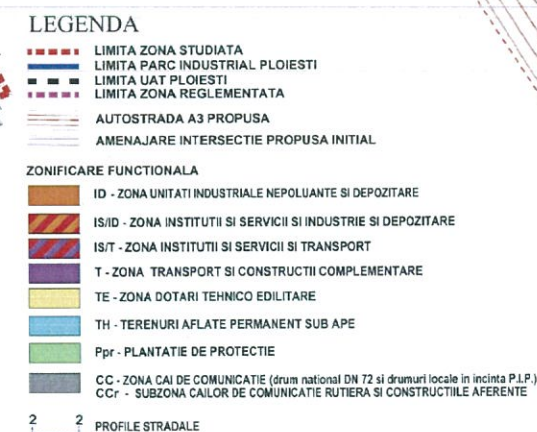 LEGENDA
LIMITA ZONA STUDIATA
LIMITA PARC INDUSTRIAL PLOIESTI
LIMITA UAT PLOIESTI
LIMITA ZONA REGLEMENTATA
AUTOSTRADA A3 PROPUSA
AMENAJARE INTERSECTIE PROPUSA INITIAL
ZONIFICARE FUNCTIONALA
ID - ZONA UNITATI INDUSTRIALE NEPOLUANTE SI DEPOZITARE
IS/ID - ZONA INSTITUTII SI SERVICII SI INDUSTRIE SI DEPOZITARE
IS/T - ZONA INSTITUTII SI SERVICII SI TRANSPORT
T - ZONA TRANSPORT SI CONSTRUCTII COMPLEMENTARE
TE - ZONA DOTARI TEHNICO EDILITARE
TH - TERENURI AFLATE PERMANENT SUB APE
Ppr - PLANTATIE DE PROTECTIE
CC - ZONA CAI DE COMUNICATIE (drum national DN 72 si drumuri locale in incinta P.I.P.)
CCr - SUBZONA CAILOR DE COMUNICATIE RUTIERA SI CONSTRUCTIILE AFERENTE
2 2 PROFILE STRADALE